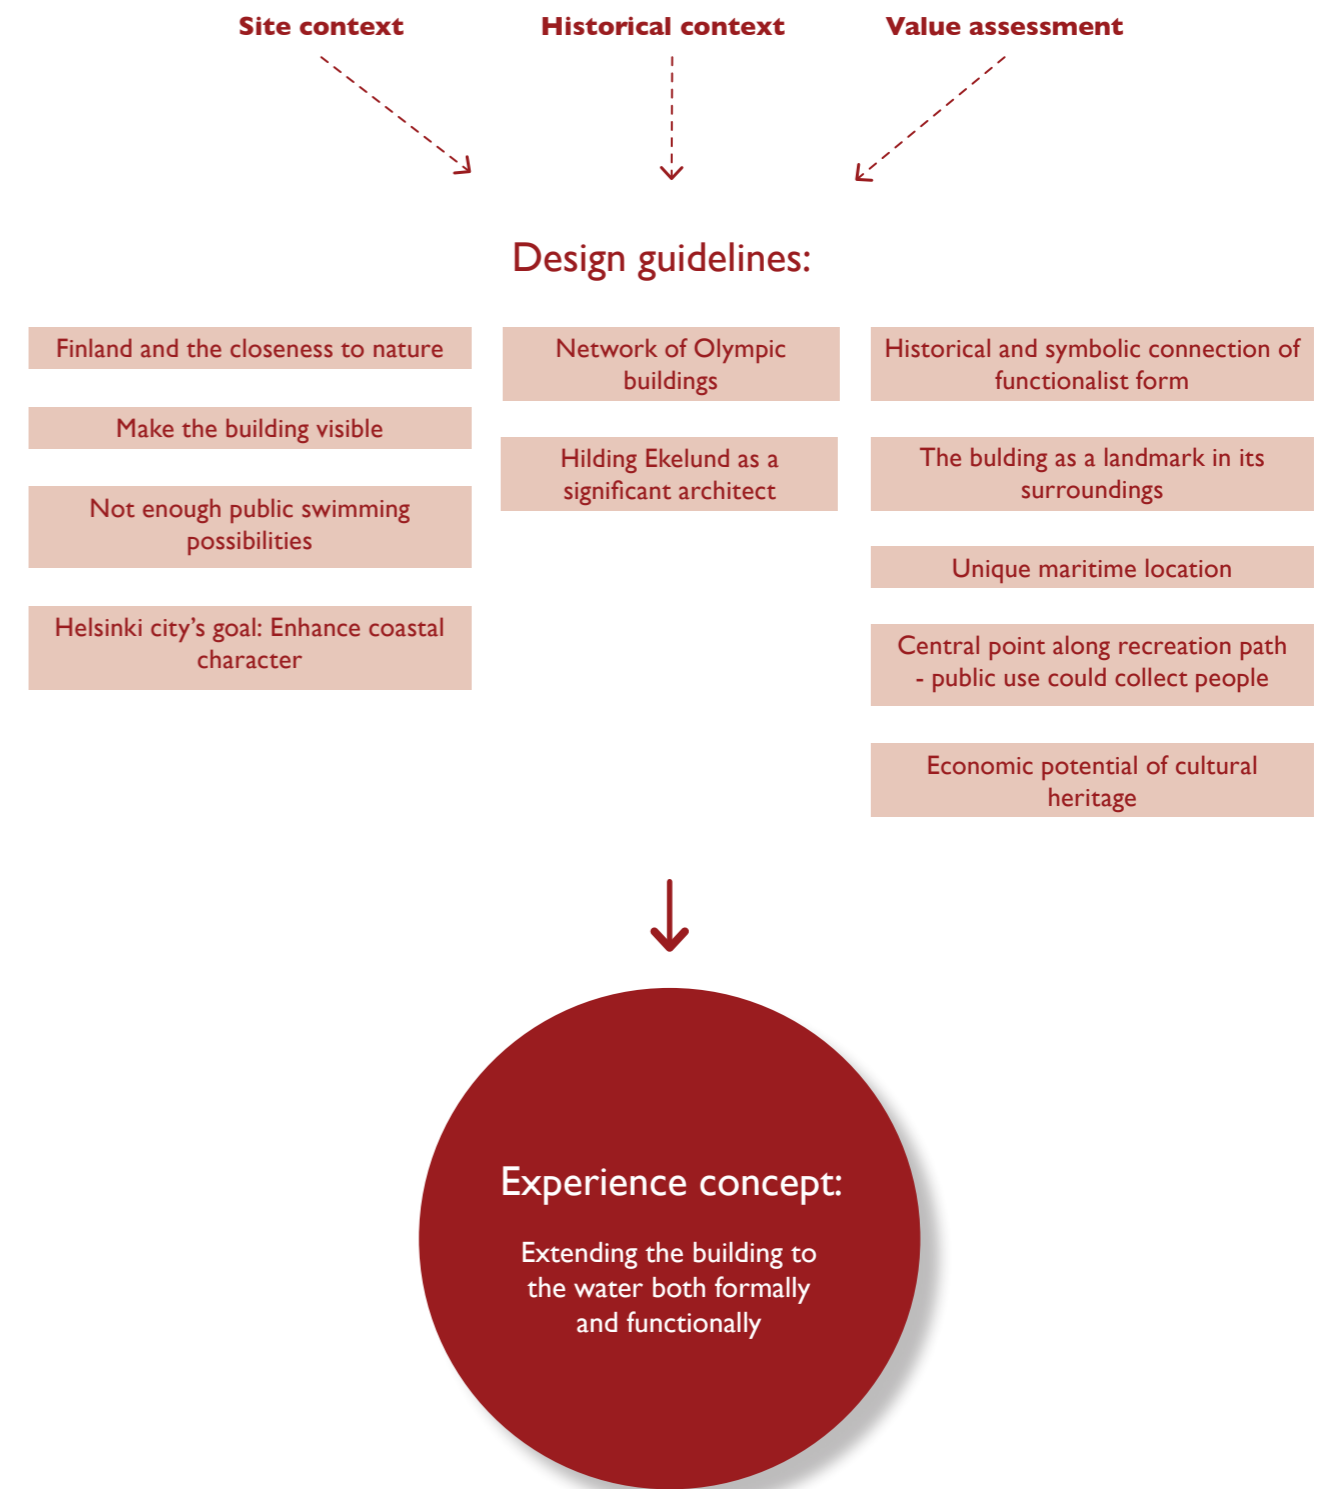 Site context
Historical context
Value assessment
Design guidelines:
Finland and the closeness to nature
Make the building visible
Not enough public swimming
possibilities
Helsinki city’s goal: Enhance coastal
character
Network of Olympic
buildings
Hilding Ekelund as a
significant architect
Historical and symbolic connection of
functionalist form
The bulding as a landmark in its
surroundings
Unique maritime location
Central point along recreation path
- public use could collect people
Economic potential of cultural
heritage
Experience concept:
Extending the building to
the water both formally
and functionally